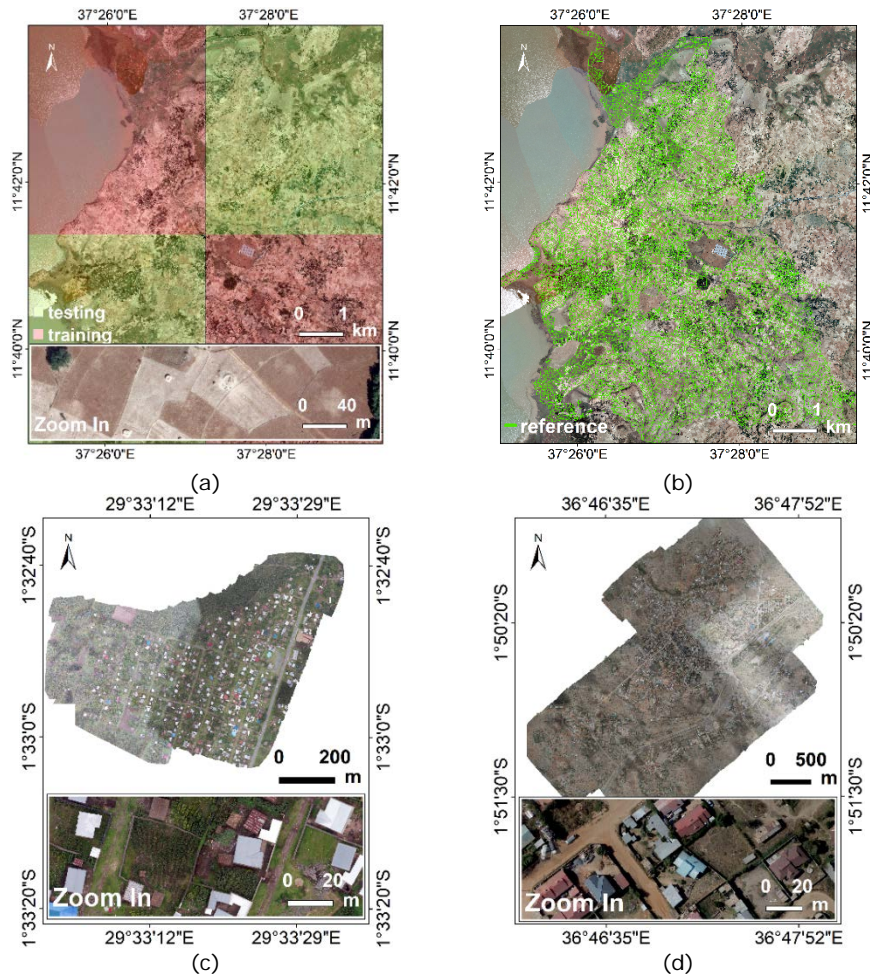 37°26'0"E 37°28'0"E
37°26'0"E 37°28'0"E
N
N
11°42'0"N
11°42'0"N
11°42'0"N
testing
training
0 1
km
reference
0 1
km
11°40'0"N
11°40'0"N
11°40'0"N
Zoom In
0 40
m
37°26'0"E 37°28'0"E
37°26'0"E 37°28'0"E
(a)
(b)
29°33'12"E 29°33'29"E
36°46'35"E 36°47'52"E
N
N
1°32'40"S
1°32'40"S
1°50'20"S
1°50'20"S
1°33'0"S
1°33'0"S
0 200
m
0 500
m
1°51'30"S
1°51'30"S
Zoom In
0 20
m
Zoom In
0 20
m
1°33'20"S
1°33'20"S
29°33'12"E 29°33'29"E
36°46'35"E 36°47'52"E
(c)
(d)